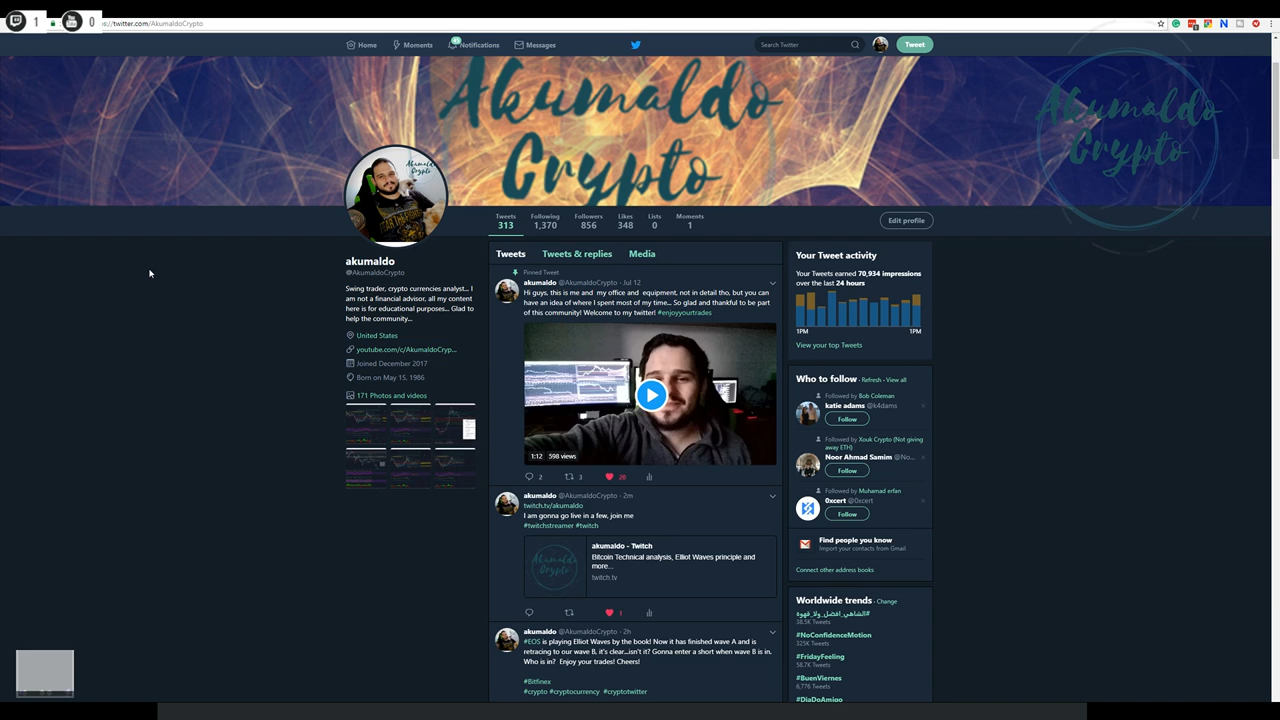 1
0
s://twitter.com/AkumaldoCrypto
Home
Moments
45
Notifications
Messages
Search Twitter
Tweet
Akumaldo
Crypto
Akumaldo
Crypto
Akumaldo
Crypto
Tweets
313
Following
1,370
Followers
856
Likes
348
Lists
0
Moments
1
Edit profile
akumaldo
@AkumaldoCrypto
Swing trader, crypto currencies analyst... I
am not a financial advisor, all my content
here is for educational purposes... Glad to
help the community...
United States
youtube.com/c/AkumaldoCryp...
Joined December 2017
Born on May 15, 1986
171 Photos and videos
Tweets
Tweets & replies
Media
Pinned Tweet
akumaldo @AkumaldoCrypto · Jul 12
Hi guys, this is me and my office and equipment, not in detail tho, but you can
have an idea of where I spent most of my time... So glad and thankful to be part
of this community! Welcome to my twitter! #enjoyyourtrades
1:12 598 views
2
3
20
akumaldo @AkumaldoCrypto · 2m
twitch.tv/akumaldo
I am gonna go live in a few, join me
#twitchstreamer #twitch
akumaldo - Twitch
Bitcoin Technical analysis, Elliot Waves principle and
more...
twitch.tv
1
akumaldo @AkumaldoCrypto · 2h
#EOS is playing Elliot Waves by the book! Now it has finished wave A and is
retracing to our wave B, it's clear...isn't it? Gonna enter a short when wave B is in.
Who is in? Enjoy your trades! Cheers!
#Bitfinex
#crypto #cryptocurrency #cryptotwitter
Your Tweet activity
Your Tweets earned 70,934 impressions
over the last 24 hours
1PM
1PM
View your top Tweets
Who to follow · Refresh · View all
Followed by Bob Coleman
katie adams @k4dams
Follow
Followed by Xouk Crypto (Not giving
away ETH)
Noor Ahmad Samim @No...
Follow
Followed by Muhamad erfan
0xcert @0xcert
Follow
Find people you know
Import your contacts from Gmail
Connect other address books
Worldwide trends · Change
#الشاهي_افضل_ولا_قهوه
38.5K Tweets
#NoConfidenceMotion
325K Tweets
#FridayFeeling
58.7K Tweets
#BuenViernes
6,776 Tweets
#DiaDoAmigo